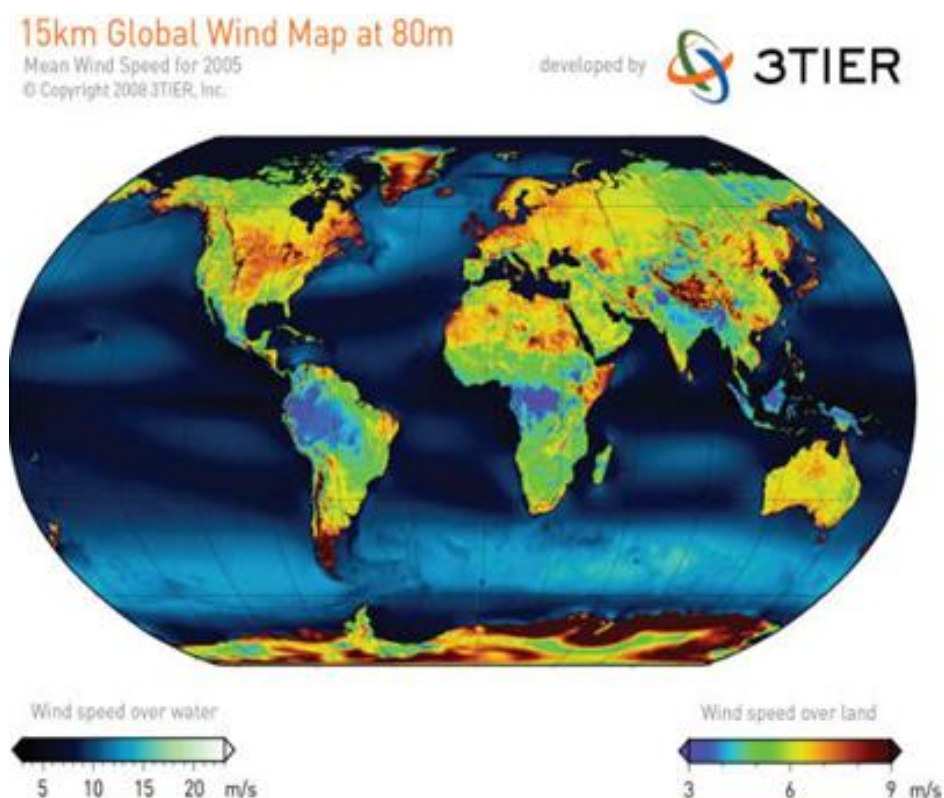 15km Global Wind Map at 80m
Mean Wind Speed for 2005
© Copyright 2008 3TIER, Inc.
developed by 3TIER
Wind speed over water
5 10 15 20 m/s
Wind speed over land
3 6 9 m/s